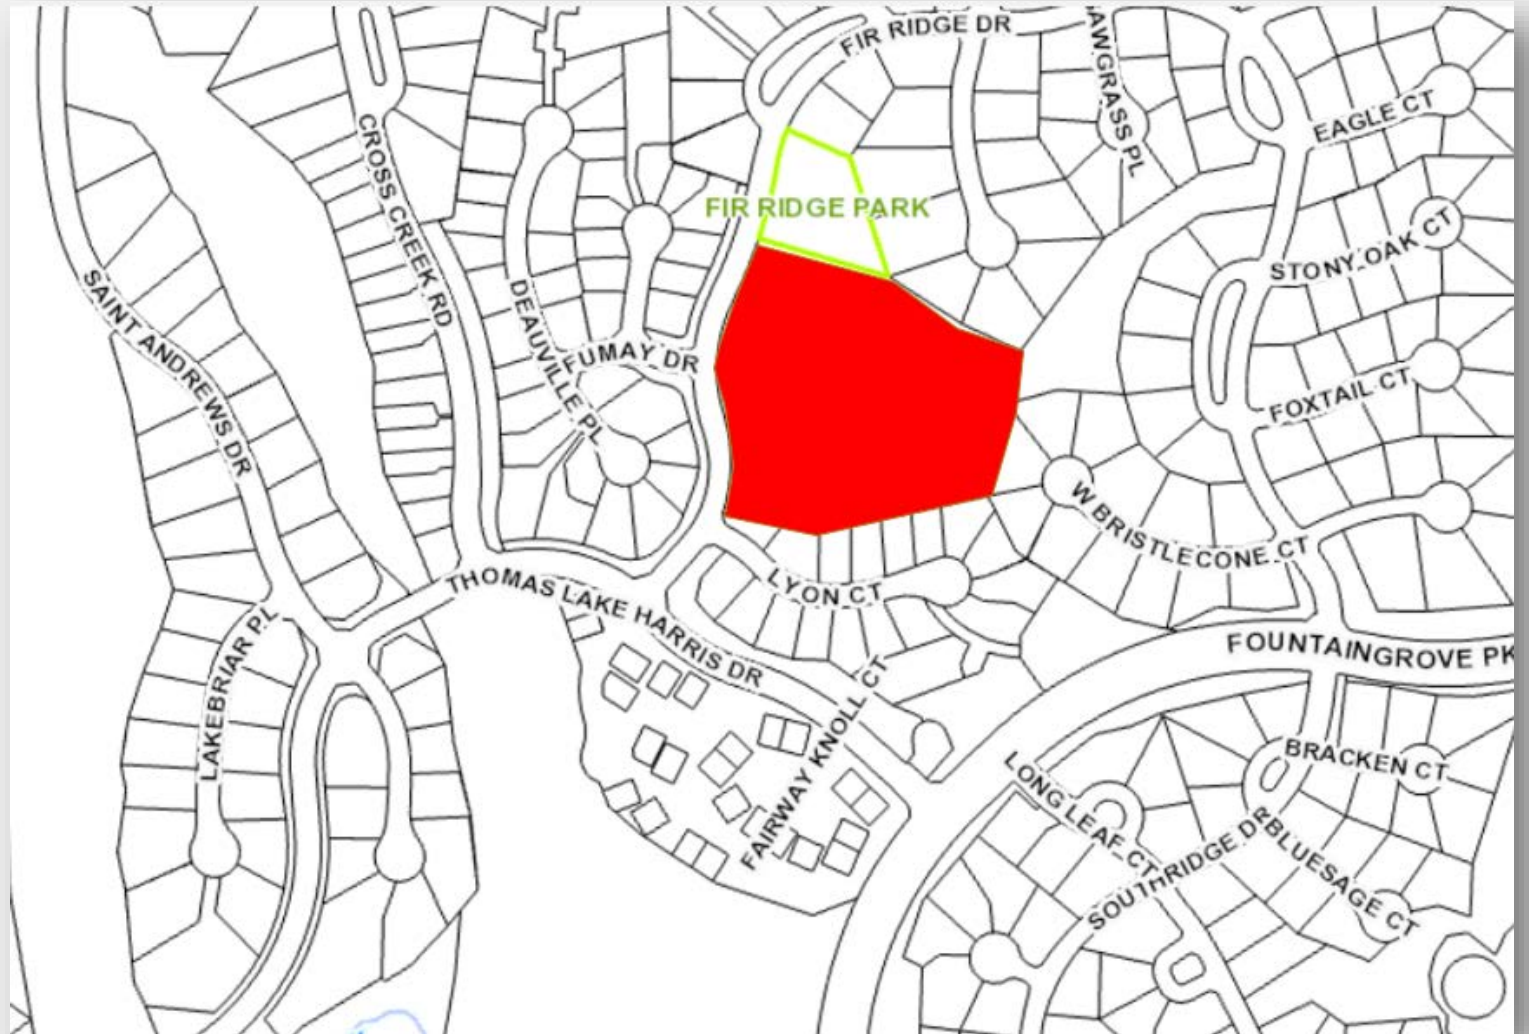 FIR RIDGE DR
AWGRASS PL
EAGLE CT
CROSS CREEK RD
FIR RIDGE PARK
STONY OAK CT
SAINT ANDREWS DR
DEAUVILLE PL
FUMAY DR
FOXTAIL CT
W BRISTLECONE CT
LYON CT
THOMAS LAKE HARRIS DR
LAKEBRIAR PL
FOUNTAINGROVE PK
FAIRWAY KNOLL CT
BRACKEN CT
LONG LEAF CT
SOUTHRIDGE DR
BLUESAGE CT